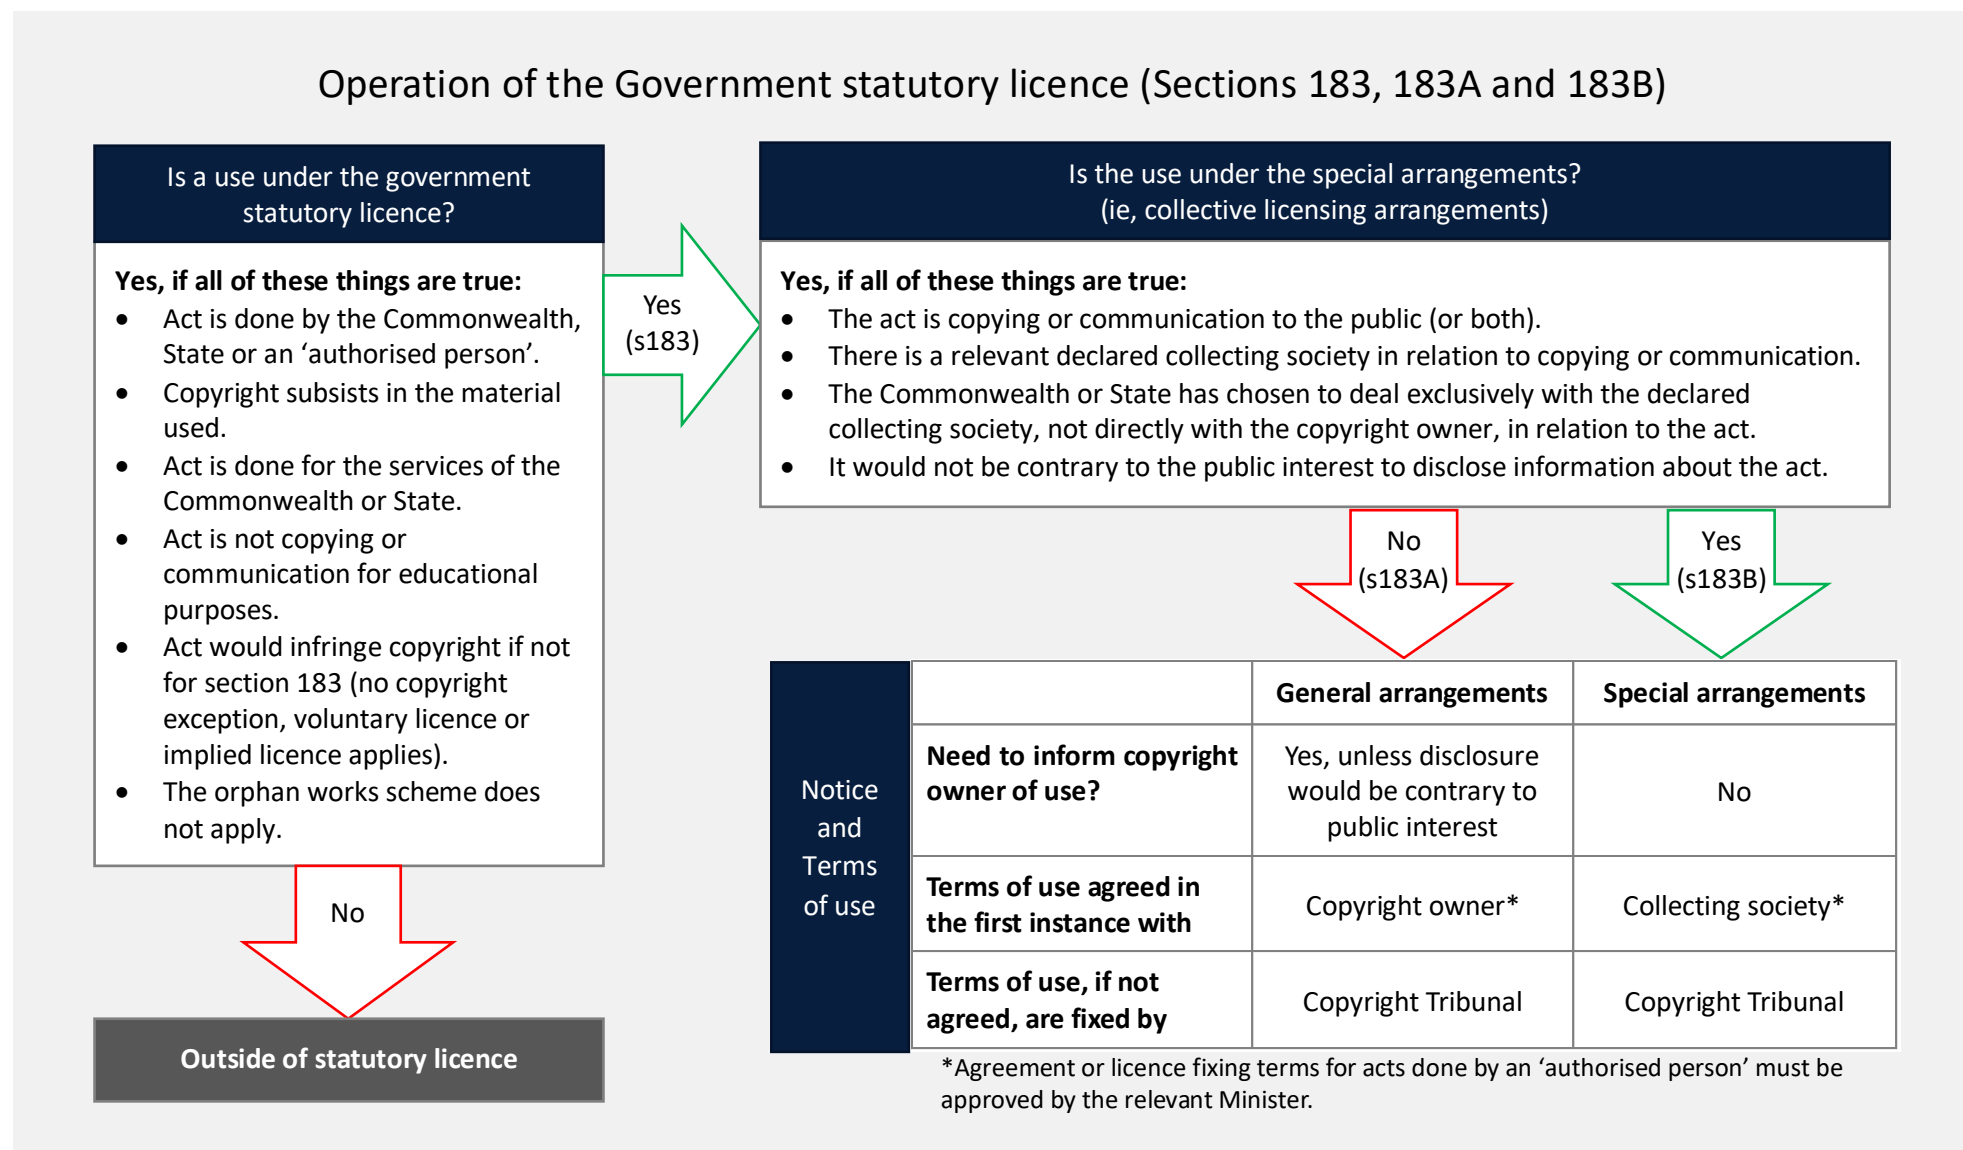 Operation of the Government statutory licence (Sections 183, 183A and 183B)
Is a use under the government
statutory licence?
Yes, if all of these things are true:
• Act is done by the Commonwealth,
State or an ‘authorised person’.
• Copyright subsists in the material
used.
• Act is done for the services of the
Commonwealth or State.
• Act is not copying or
communication for educational
purposes.
• Act would infringe copyright if not
for section 183 (no copyright
exception, voluntary licence or
implied licence applies).
• The orphan works scheme does
not apply.
No
Outside of statutory licence
Yes
(s183)
Is the use under the special arrangements?
(ie, collective licensing arrangements)
Yes, if all of these things are true:
• The act is copying or communication to the public (or both).
• There is a relevant declared collecting society in relation to copying or communication.
• The Commonwealth or State has chosen to deal exclusively with the declared
collecting society, not directly with the copyright owner, in relation to the act.
• It would not be contrary to the public interest to disclose information about the act.
No
(s183A)
Yes
(s183B)
Notice
and
Terms
of use
General arrangements
Special arrangements
Need to inform copyright
owner of use?
Yes, unless disclosure
would be contrary to
public interest
No
Terms of use agreed in
the first instance with
Copyright owner*
Collecting society*
Terms of use, if not
agreed, are fixed by
Copyright Tribunal
Copyright Tribunal
*Agreement or licence fixing terms for acts done by an ‘authorised person’ must be
approved by the relevant Minister.